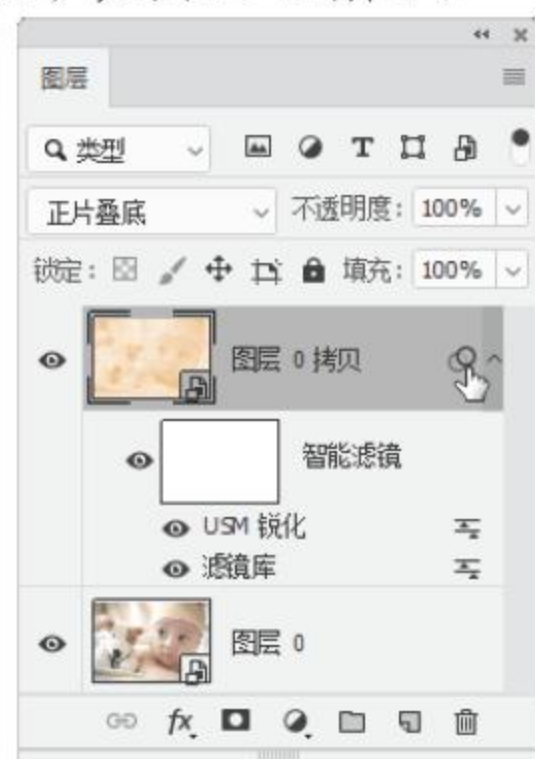 图层
类型
正片叠底 不透明度: 100%
锁定: 填充: 100%
图层 0 拷贝
智能滤镜
USM 锐化
滤镜库
图层 0
fx